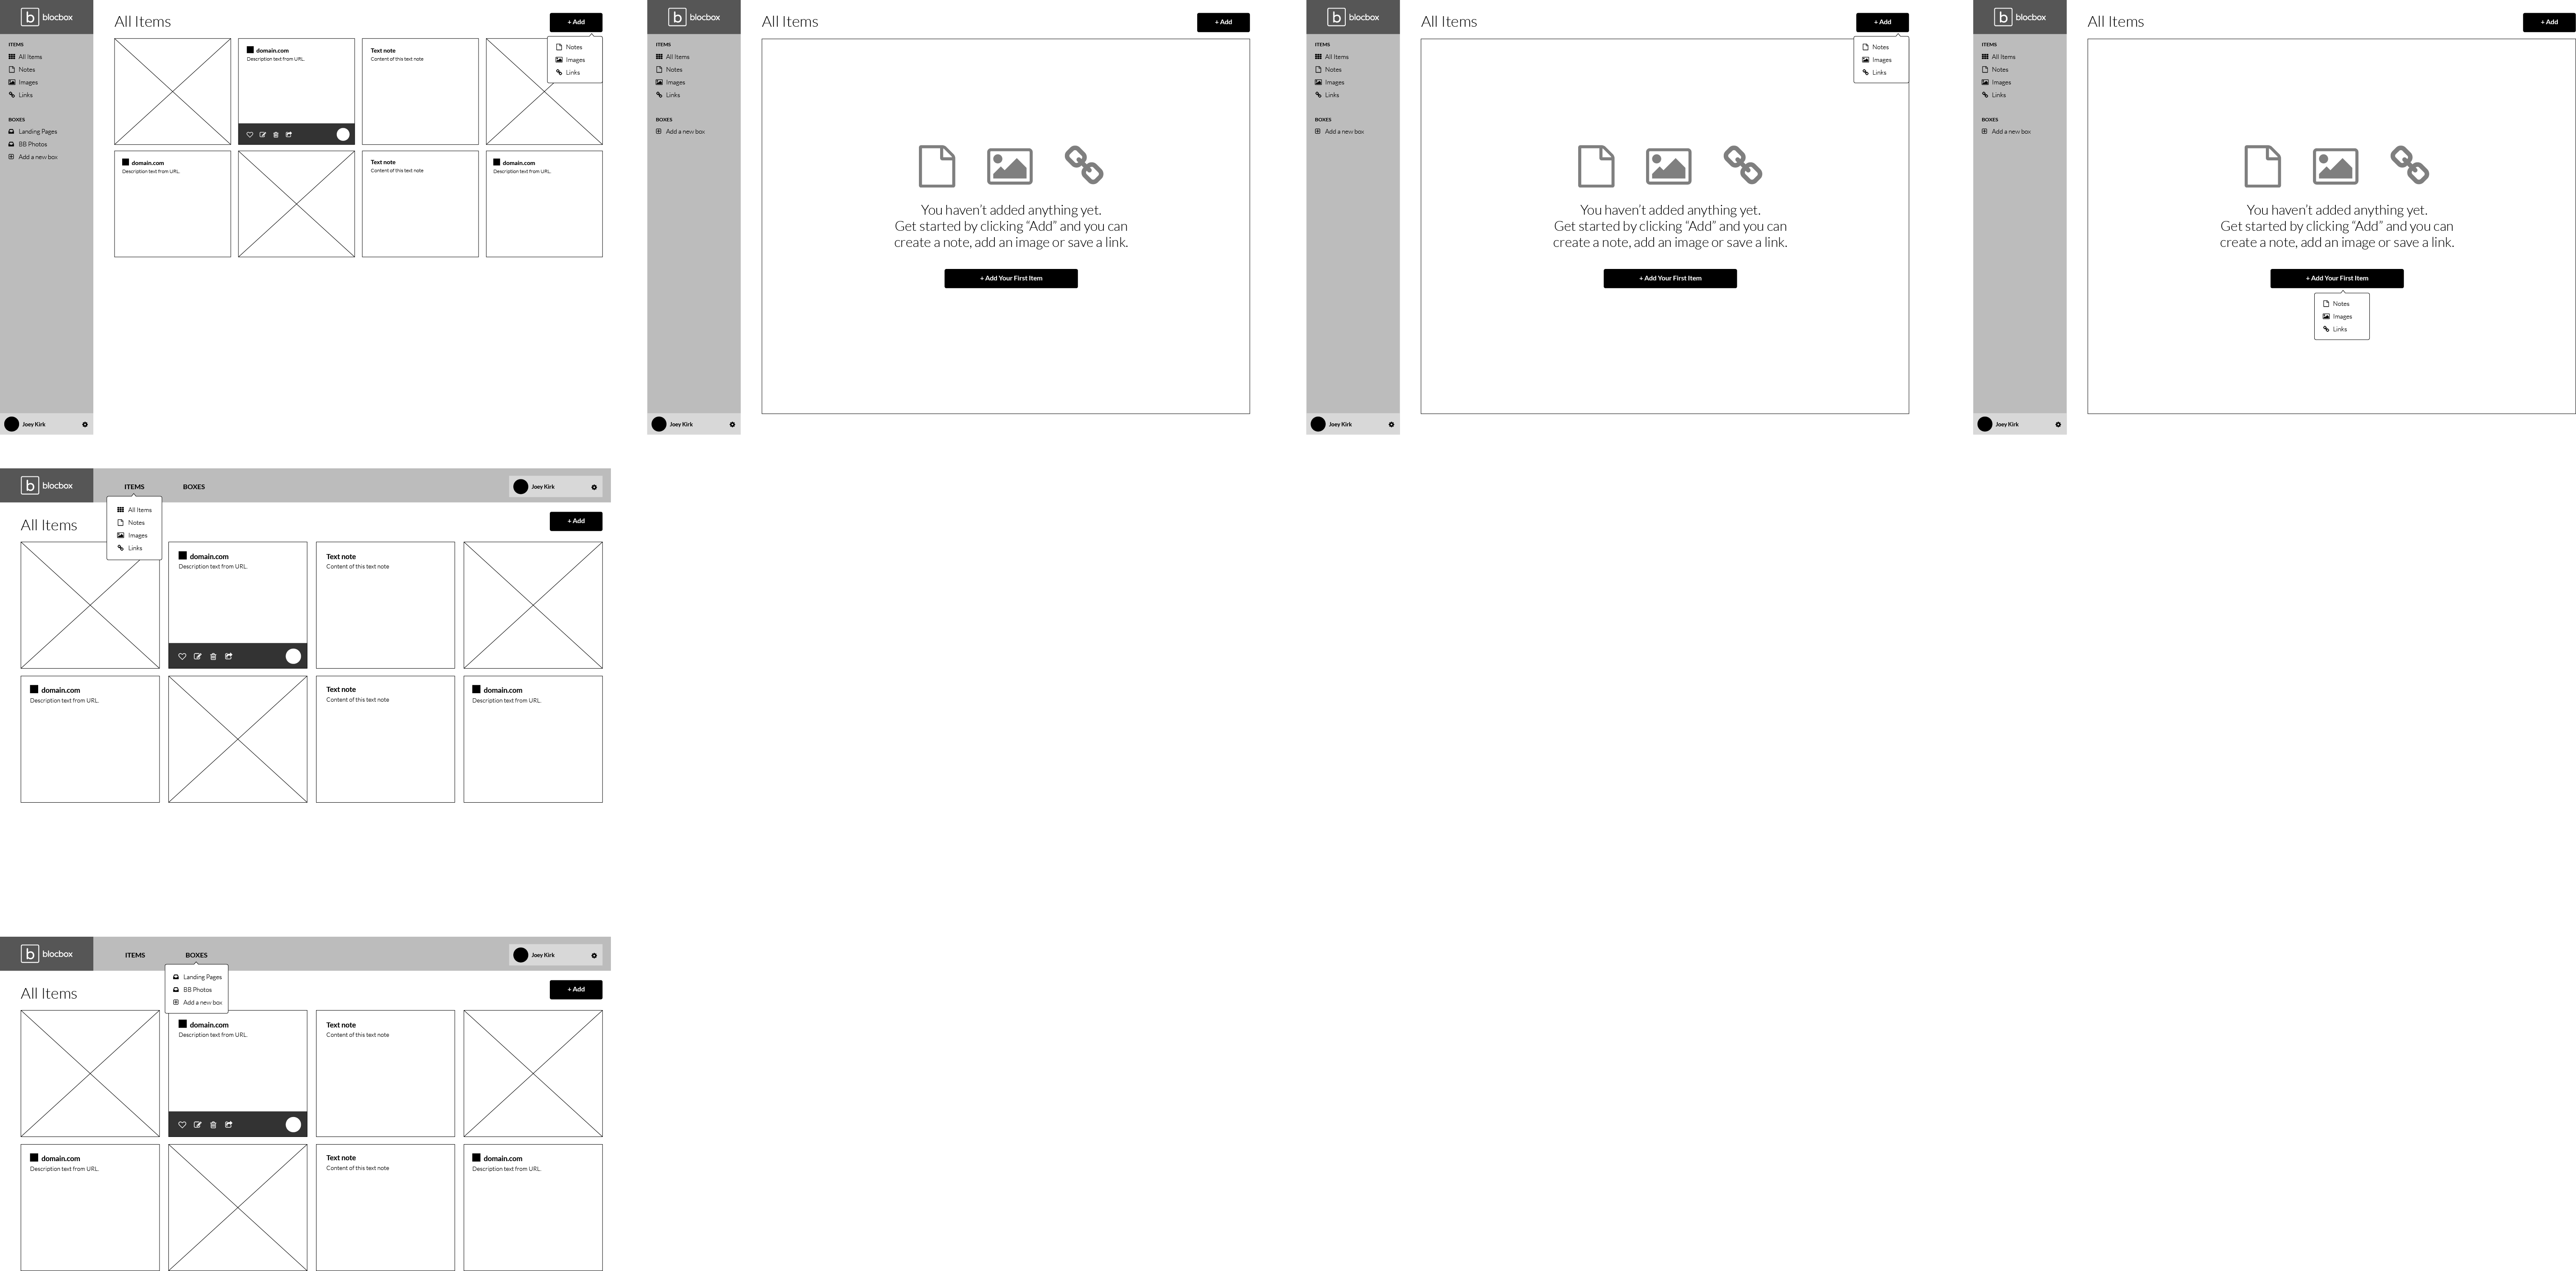 blocbox
ITEMS
All Items
Notes
Images
Links
BOXES
Landing Pages
BB Photos
Add a new box
Joey Kirk
All Items
+ Add
Notes
Images
Links
domain.com
Description text from URL.
Text note
Content of this text note
domain.com
Description text from URL.
Text note
Content of this text note
domain.com
Description text from URL.
blocbox
ITEMS
All Items
Notes
Images
Links
BOXES
Add a new box
Joey Kirk
All Items
+ Add
You haven’t added anything yet.
Get started by clicking “Add” and you can
create a note, add an image or save a link.
+ Add Your First Item
blocbox
ITEMS
All Items
Notes
Images
Links
BOXES
Add a new box
Joey Kirk
All Items
+ Add
Notes
Images
Links
You haven’t added anything yet.
Get started by clicking “Add” and you can
create a note, add an image or save a link.
+ Add Your First Item
blocbox
ITEMS
All Items
Notes
Images
Links
BOXES
Add a new box
Joey Kirk
All Items
+ Add
You haven’t added anything yet.
Get started by clicking “Add” and you can
create a note, add an image or save a link.
+ Add Your First Item
Notes
Images
Links
blocbox
ITEMS
BOXES
Joey Kirk
All Items
Notes
Images
Links
All Items
+ Add
domain.com
Description text from URL.
Text note
Content of this text note
domain.com
Description text from URL.
Text note
Content of this text note
domain.com
Description text from URL.
blocbox
ITEMS
BOXES
Joey Kirk
Landing Pages
BB Photos
Add a new box
All Items
+ Add
domain.com
Description text from URL.
Text note
Content of this text note
domain.com
Description text from URL.
Text note
Content of this text note
domain.com
Description text from URL.